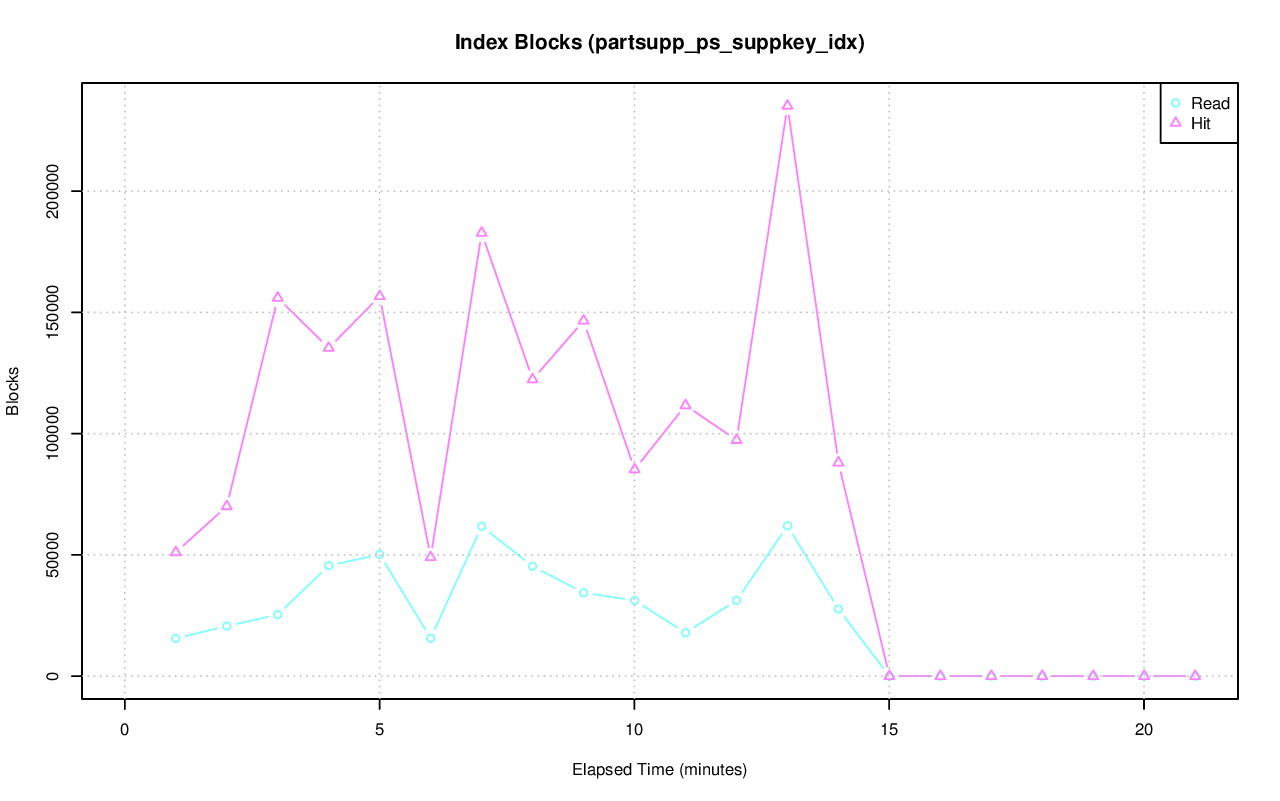 Index Blocks (partsupp_ps_suppkey_idx)
Read
Hit
Blocks
200000
150000
100000
50000
0
0 5 10 15 20
Elapsed Time (minutes)